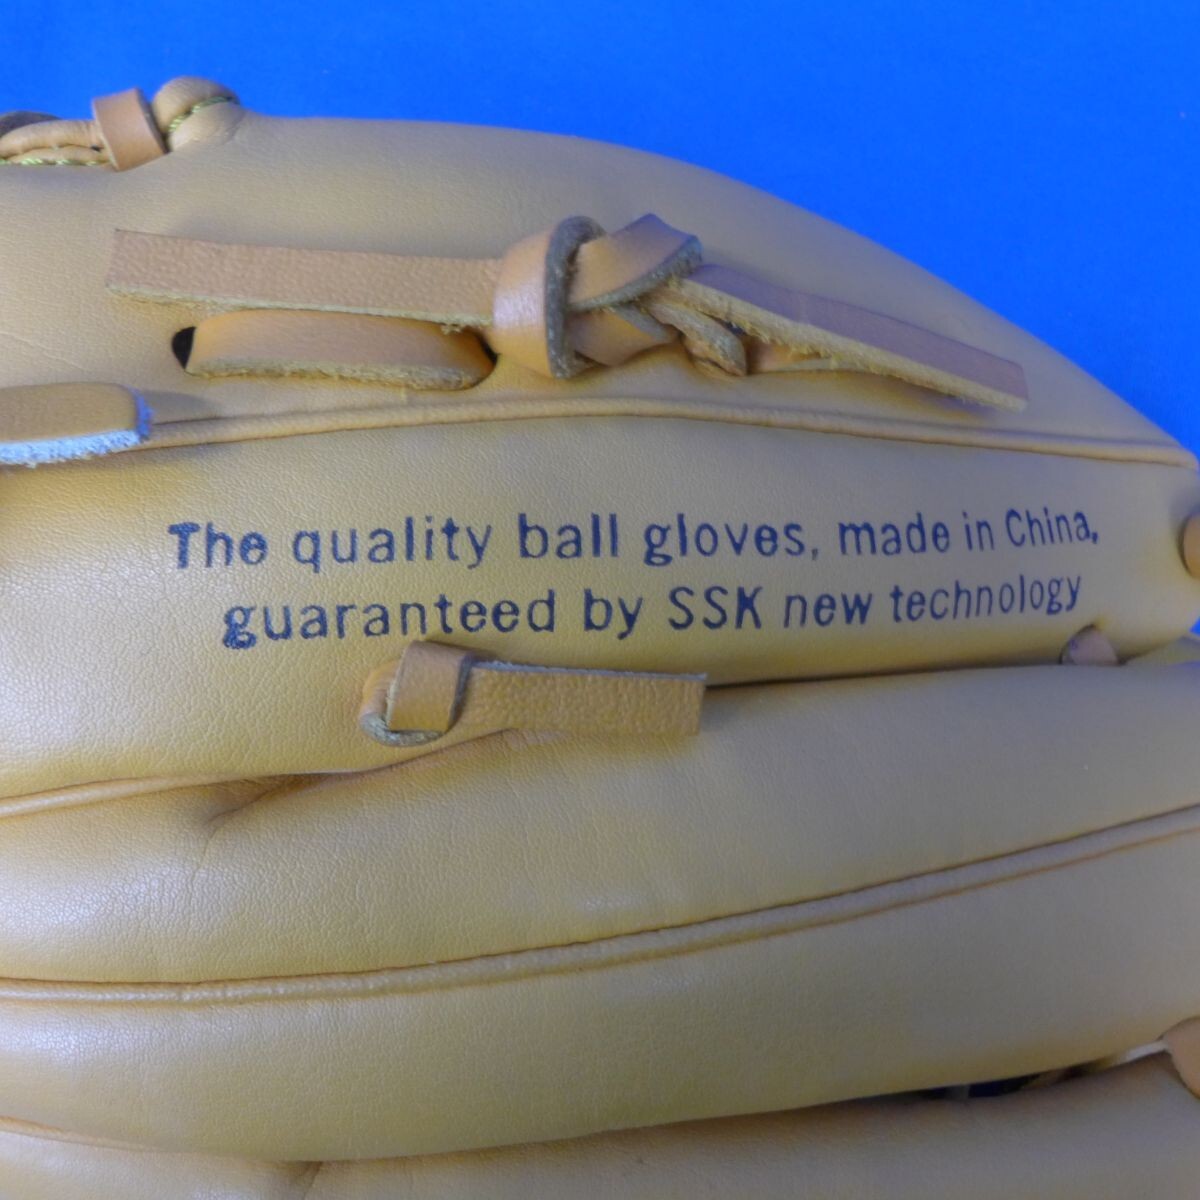 The quality ball gloves, made in China,
guaranteed by SSK new technology